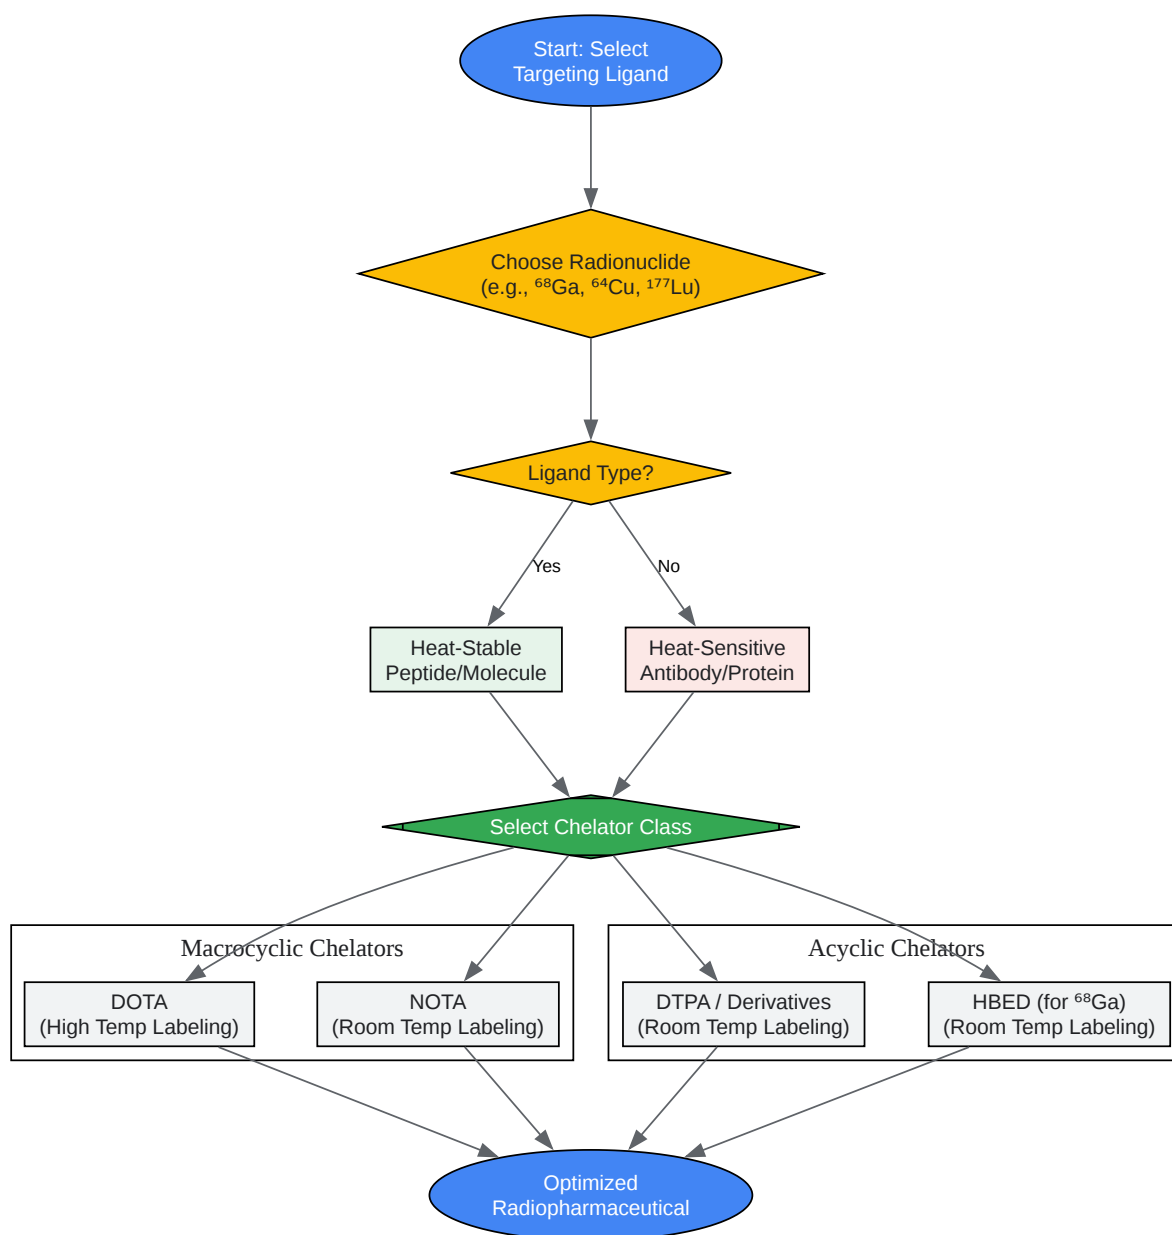 Start: Select
Targeting Ligand
Choose Radionuclide
(e.g., ⁶⁸Ga, ⁶⁴Cu, ¹⁷⁷Lu)
Ligand Type?
Yes
No
Heat-Stable
Peptide/Molecule
Heat-Sensitive
Antibody/Protein
Select Chelator Class
Macrocyclic Chelators
Acyclic Chelators
DOTA
(High Temp Labeling)
NOTA
(Room Temp Labeling)
DTPA / Derivatives
(Room Temp Labeling)
HBED (for ⁶⁸Ga)
(Room Temp Labeling)
Optimized
Radiopharmaceutical